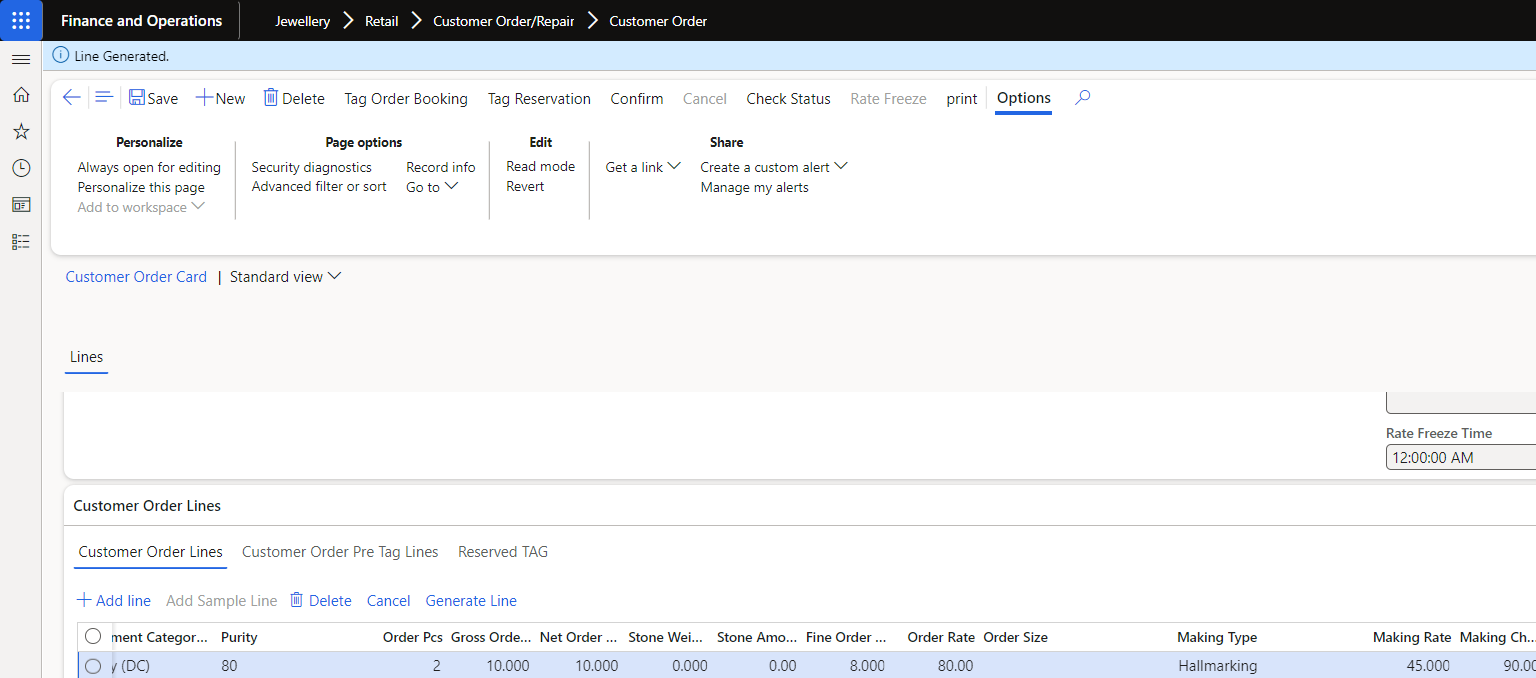 Finance and Operations Jewellery Retail Customer Order/Repair Customer Order
Line Generated.
Save New Delete Tag Order Booking Tag Reservation Confirm Cancel Check Status Rate Freeze print Options
Personalize Page options Edit Share
Always open for editing Security diagnostics Record info Read mode Get a link Create a custom alert
Personalize this page Advanced filter or sort Go to Revert Manage my alerts
Add to workspace
Customer Order Card | Standard view
Lines
Rate Freeze Time
12:00:00 AM
Customer Order Lines
Customer Order Lines Customer Order Pre Tag Lines Reserved TAG
Add line Add Sample Line Delete Cancel Generate Line
ment Categor... Purity Order Pcs Gross Orde... Net Order ... Stone Wei... Stone Amo... Fine Order ... Order Rate Order Size Making Type Making Rate Making Ch...
y (DC) 80 2 10.000 10.000 0.000 0.00 8.000 80.00 Hallmarking 45.000 90.00